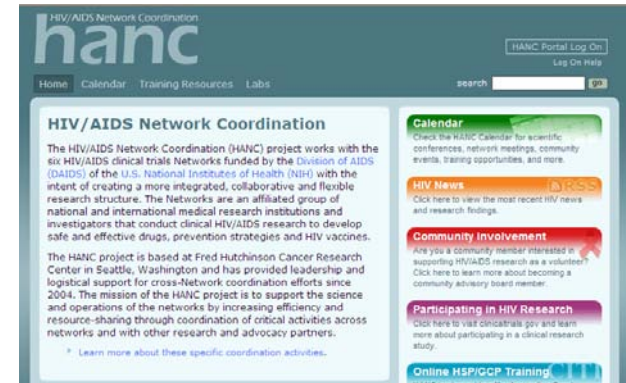 HIV/AIDS Network Coordination
hanc
HANC Portal Log On
Log On Help
Home Calendar Training Resources Labs
search go
HIV/AIDS Network Coordination
The HIV/AIDS Network Coordination (HANC) project works with the
six HIV/AIDS clinical trials Networks funded by the Division of AIDS
(DAIDS) of the U.S. National Institutes of Health (NIH) with the
intent of creating a more integrated, collaborative and flexible
research structure. The Networks are an affiliated group of
national and international medical research institutions and
investigators that conduct clinical HIV/AIDS research to develop
safe and effective drugs, prevention strategies and HIV vaccines.
The HANC project is based at Fred Hutchinson Cancer Research
Center in Seattle, Washington and has provided leadership and
logistical support for cross-Network coordination efforts since
2004. The mission of the HANC project is to support the science
and operations of the networks by increasing efficiency and
resource-sharing through coordination of critical activities across
networks and with other research and advocacy partners.
Learn more about these specific coordination activities.
Calendar
Check the HANC Calendar for scientific
conferences, network meetings, community
events, training opportunities, and more.
HIV News RSS
Click here to view the most recent HIV news
and research findings.
Community Involvement
Are you a community member interested in
supporting HIV/AIDS research as a volunteer?
Click here to learn more about becoming a
community advisory board member.
Participating in HIV Research
Click here to visit clinicaltrials.gov and learn
more about participating in a clinical research
study.
Online HSP/GCP Training CITI